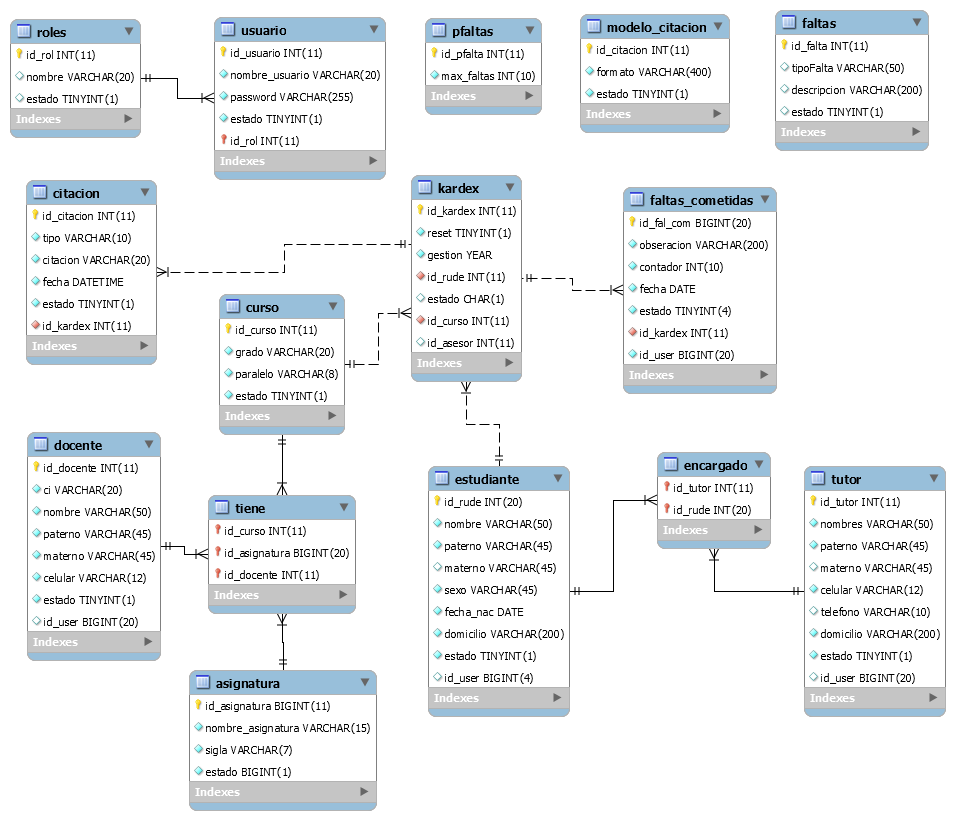 roles
id_rol INT(11)
nombre VARCHAR(20)
estado TINYINT(1)
Indexes
usuario
id_usuario INT(11)
nombre_usuario VARCHAR(20)
password VARCHAR(255)
estado TINYINT(1)
id_rol INT(11)
Indexes
pfaltas
id_pfalta INT(11)
max_faltas INT(10)
Indexes
modelo_citacion
id_citacion INT(11)
formato VARCHAR(400)
estado TINYINT(1)
Indexes
faltas
id_falta INT(11)
tipoFalta VARCHAR(50)
descripcion VARCHAR(200)
estado TINYINT(1)
Indexes
citacion
id_citacion INT(11)
tipo VARCHAR(10)
citacion VARCHAR(20)
fecha DATETIME
estado TINYINT(1)
id_kardex INT(11)
Indexes
kardex
id_kardex INT(11)
reset TINYINT(1)
gestion YEAR
id_rude INT(11)
estado CHAR(1)
id_curso INT(11)
id_asesor INT(11)
Indexes
faltas_cometidas
id_fal_com BIGINT(20)
obseracion VARCHAR(200)
contador INT(10)
fecha DATE
estado TINYINT(4)
id_kardex INT(11)
id_user BIGINT(20)
Indexes
curso
id_curso INT(11)
grado VARCHAR(20)
paralelo VARCHAR(8)
estado TINYINT(1)
Indexes
docente
id_docente INT(11)
ci VARCHAR(20)
nombre VARCHAR(50)
paterno VARCHAR(45)
materno VARCHAR(45)
celular VARCHAR(12)
estado TINYINT(1)
id_user BIGINT(20)
Indexes
tiene
id_curso INT(11)
id_asignatura BIGINT(20)
id_docente INT(11)
Indexes
estudiante
id_rude INT(20)
nombre VARCHAR(50)
paterno VARCHAR(45)
materno VARCHAR(45)
sexo VARCHAR(45)
fecha_nac DATE
domicilio VARCHAR(200)
estado TINYINT(1)
id_user BIGINT(4)
Indexes
encargado
id_tutor INT(11)
id_rude INT(20)
Indexes
tutor
id_tutor INT(11)
nombres VARCHAR(50)
paterno VARCHAR(45)
materno VARCHAR(45)
celular VARCHAR(12)
telefono VARCHAR(10)
domicilio VARCHAR(200)
estado TINYINT(1)
id_user BIGINT(20)
Indexes
asignatura
id_asignatura BIGINT(11)
nombre_asignatura VARCHAR(15)
sigla VARCHAR(7)
estado BIGINT(1)
Indexes